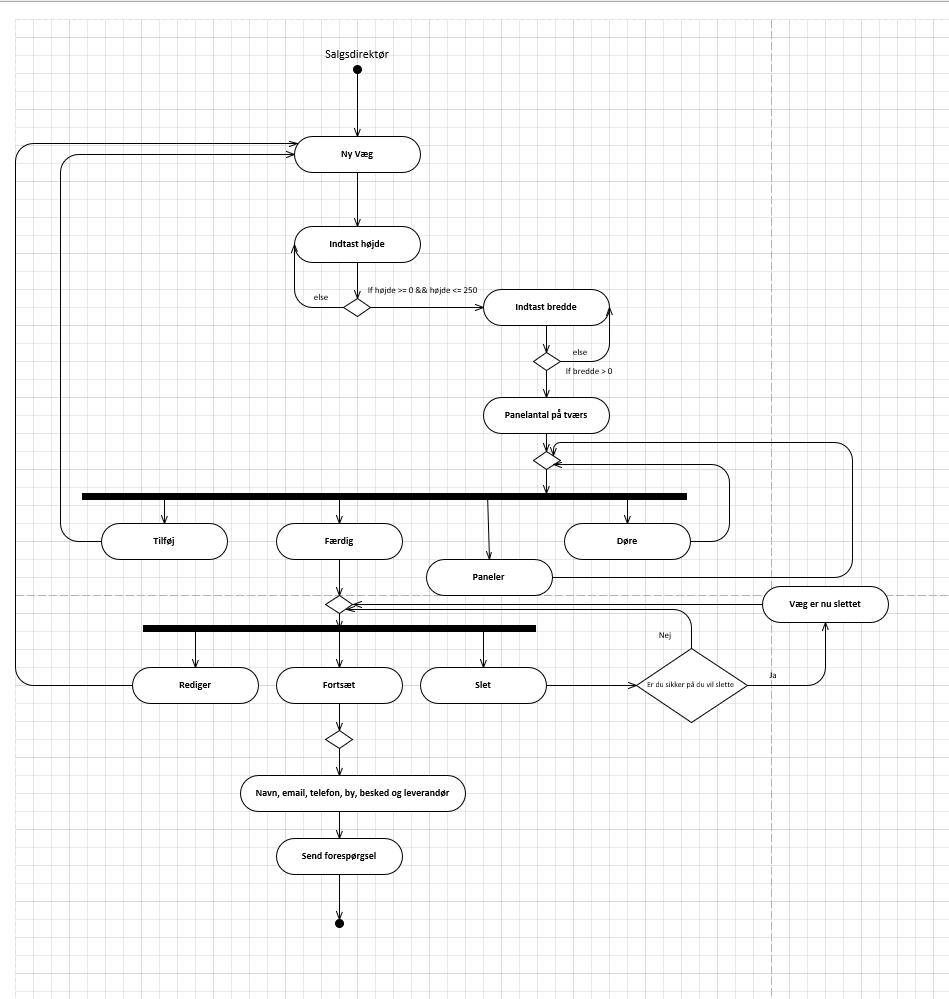 Salgsdirektør
Ny Væg
Indtast højde
If højde >= 0 && højde <= 250
else
Indtast bredde
else
If bredde > 0
Panelantal på tværs
Tilføj
Færdig
Døre
Paneler
Væg er nu slettet
Nej
Ja
Rediger
Fortsæt
Slet
Er du sikker på du vil slette
Navn, email, telefon, by, besked og leverandør
Send forespørgsel